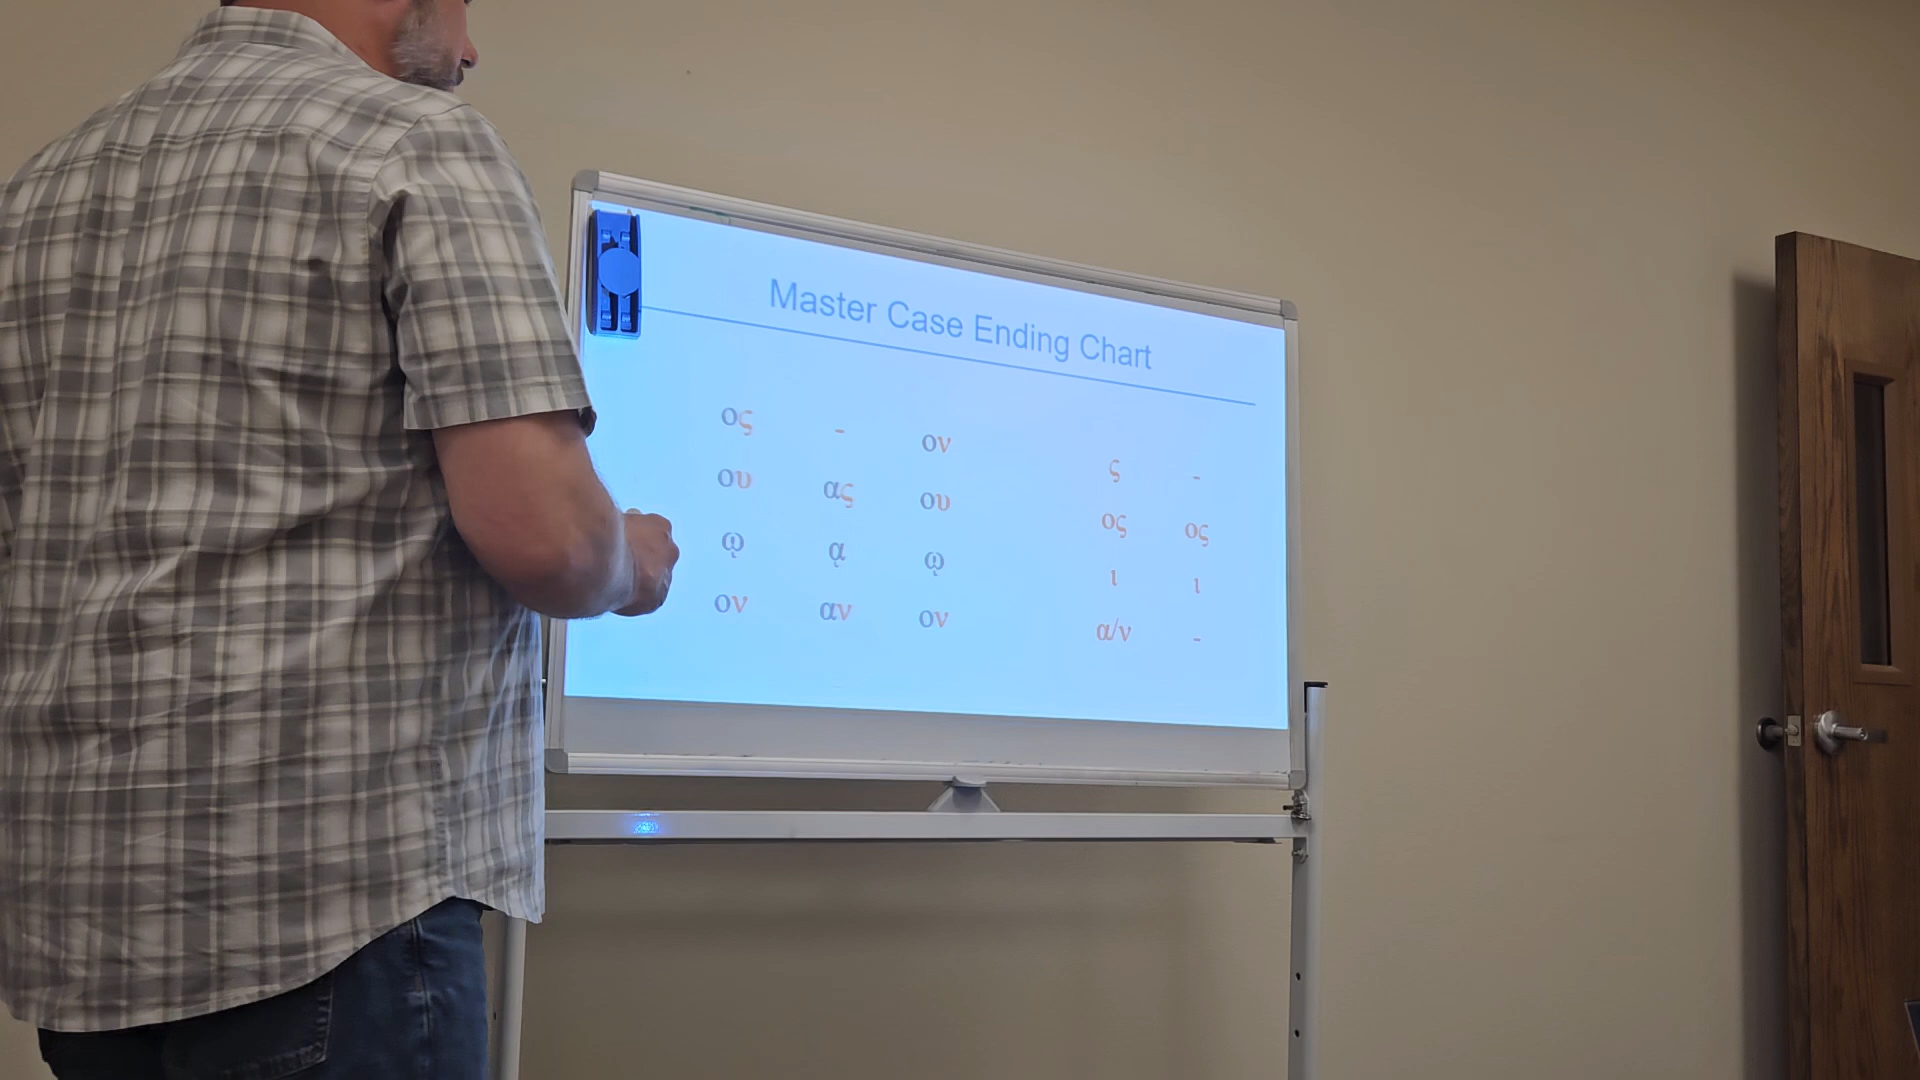 Master Case Ending Chart
ος - ον ς -
ου ας ου ος ος
ῳ ᾳ ῳ ι ι
ον αν ον α/ν -